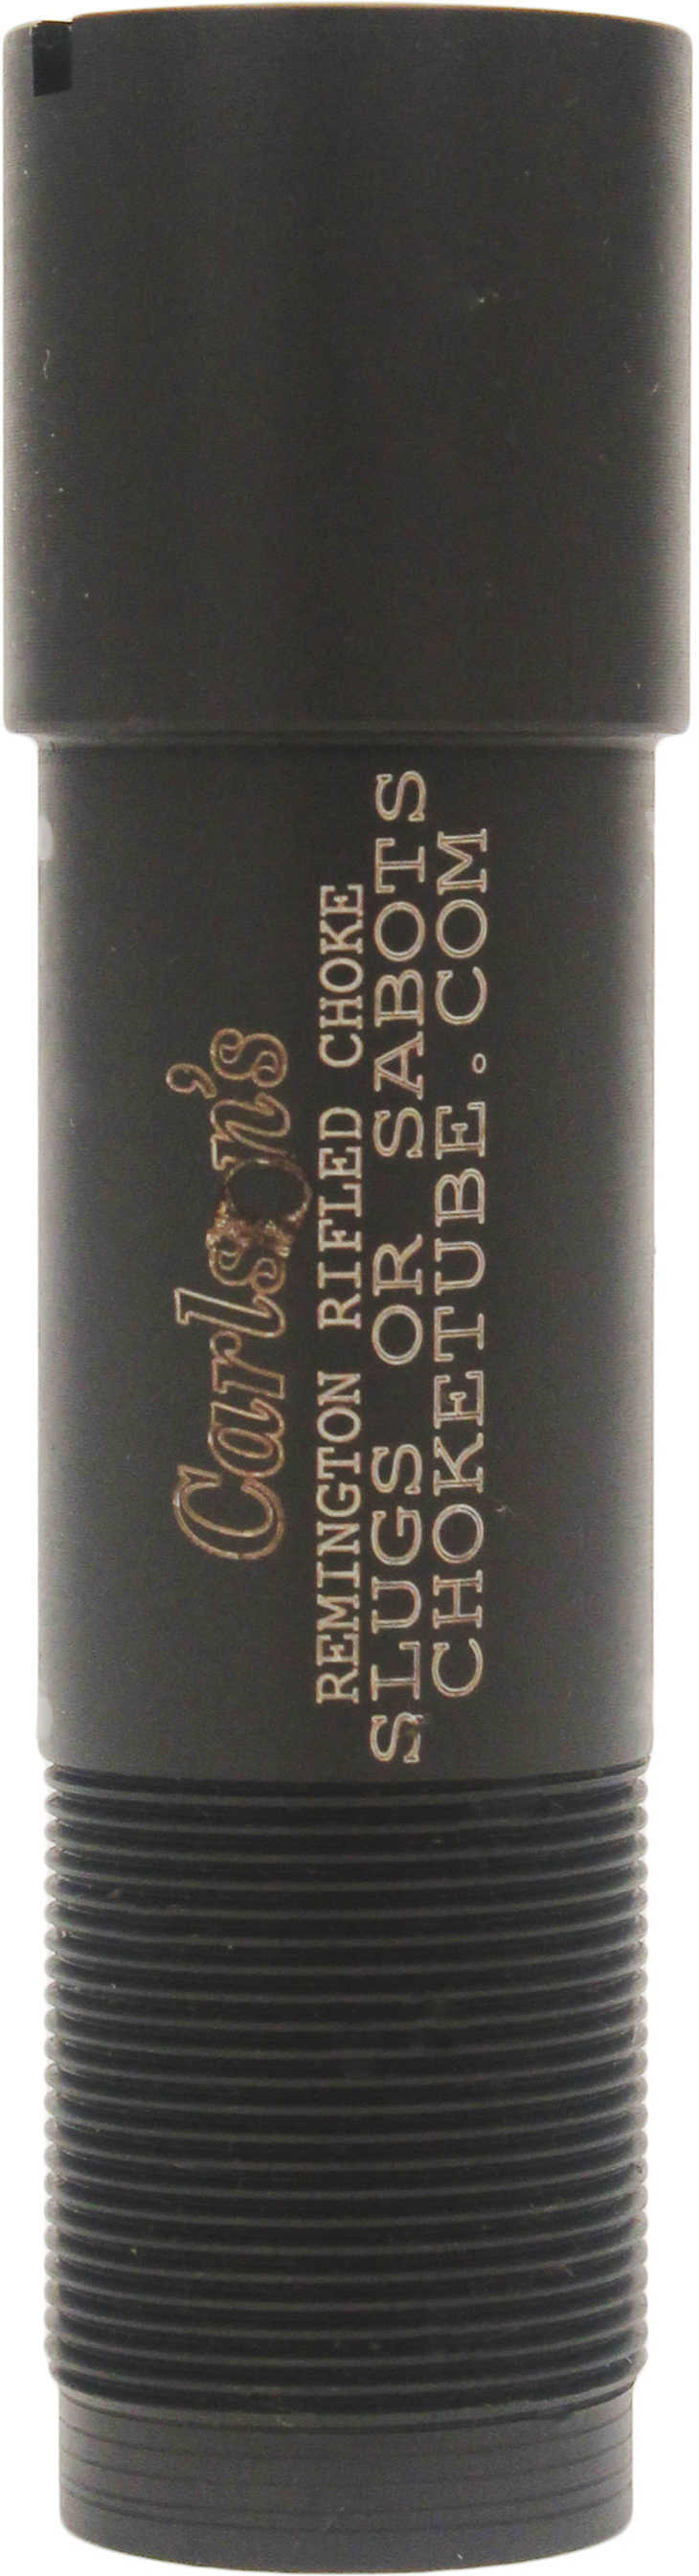 Carlson's
REMINGTON RIFLED CHOKE
SLUGS OR SABOTS
CHOKETUBE.COM